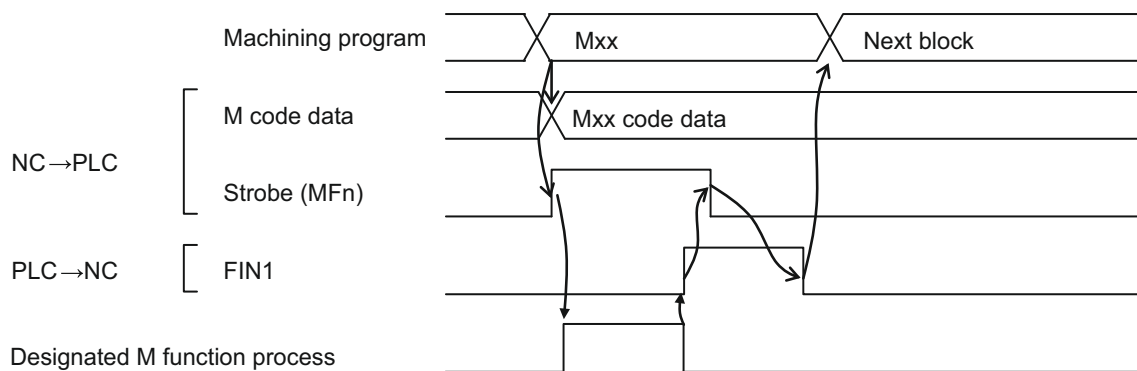 Machining program
Mxx
Next block
M code data
Mxx code data
NC→PLC
Strobe (MFn)
PLC→NC
FIN1
Designated M function process